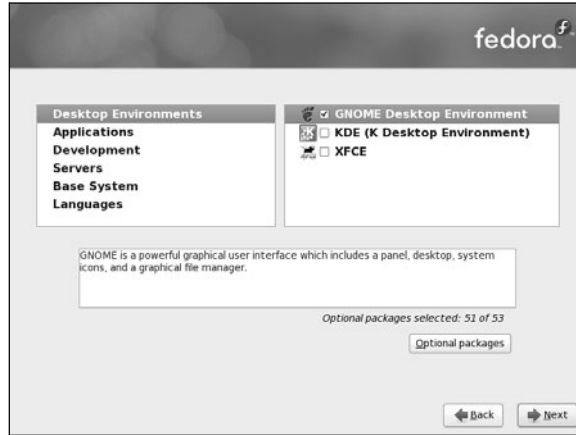 fedora
Desktop Environments
Applications
Development
Servers
Base System
Languages
GNOME Desktop Environment
KDE (K Desktop Environment)
XFCE
GNOME is a powerful graphical user interface which includes a panel, desktop, system
icons, and a graphical file manager.
Optional packages selected: 51 of 53
Optional packages
Back
Next